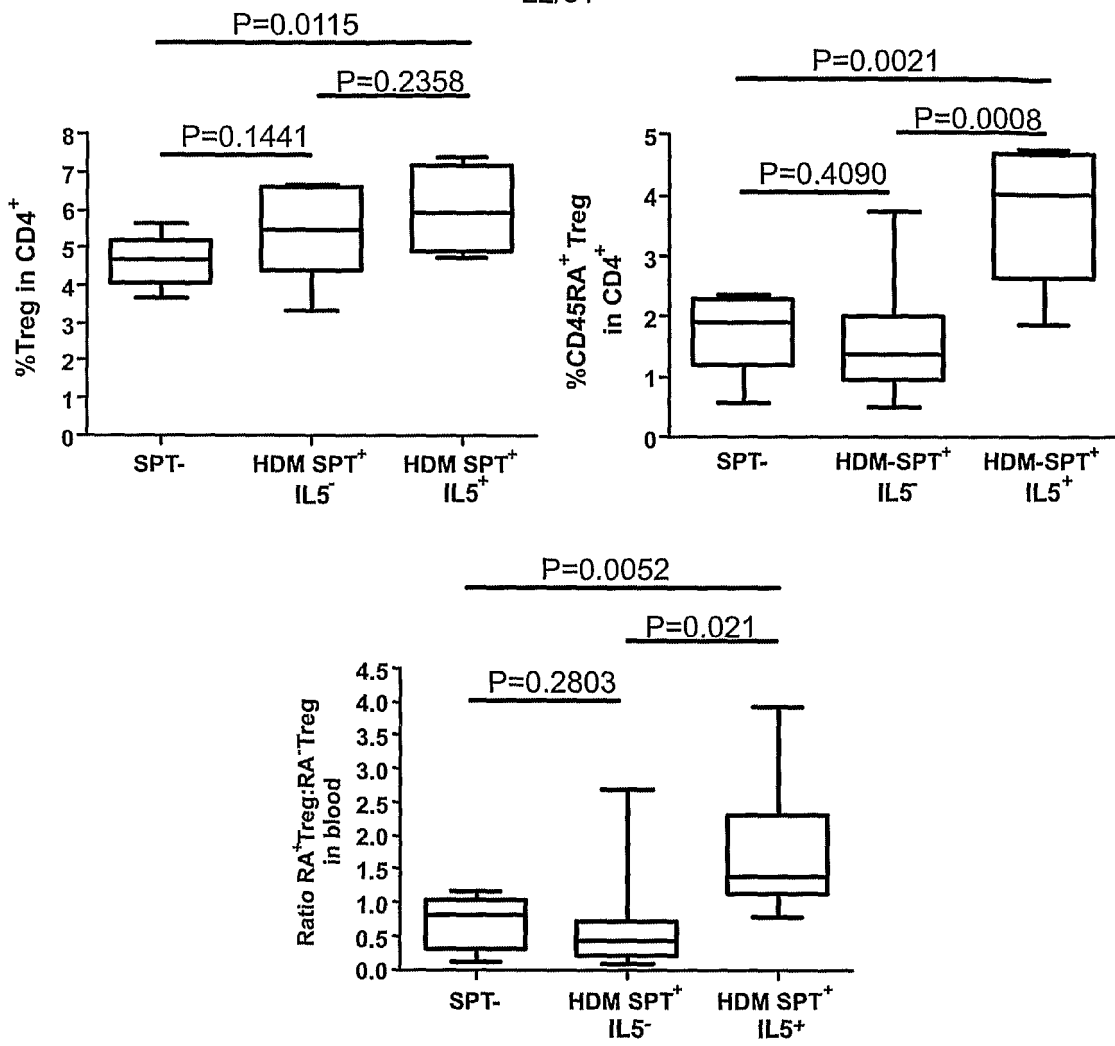 P=0.0115
P=0.2358
P=0.1441
%Treg in CD4⁺
8
7
6
5
4
3
2
1
0
SPT-
HDM SPT⁺
IL5⁻
HDM SPT⁺
IL5⁺
P=0.0021
P=0.0008
P=0.4090
%CD45RA⁺ Treg
in CD4⁺
5
4
3
2
1
0
SPT-
HDM-SPT⁺
IL5⁻
HDM-SPT⁺
IL5⁺
P=0.0052
P=0.021
P=0.2803
Ratio RA⁺Treg:RA⁻Treg
in blood
4.5
4.0
3.5
3.0
2.5
2.0
1.5
1.0
0.5
0.0
SPT-
HDM SPT⁺
IL5⁻
HDM SPT⁺
IL5⁺